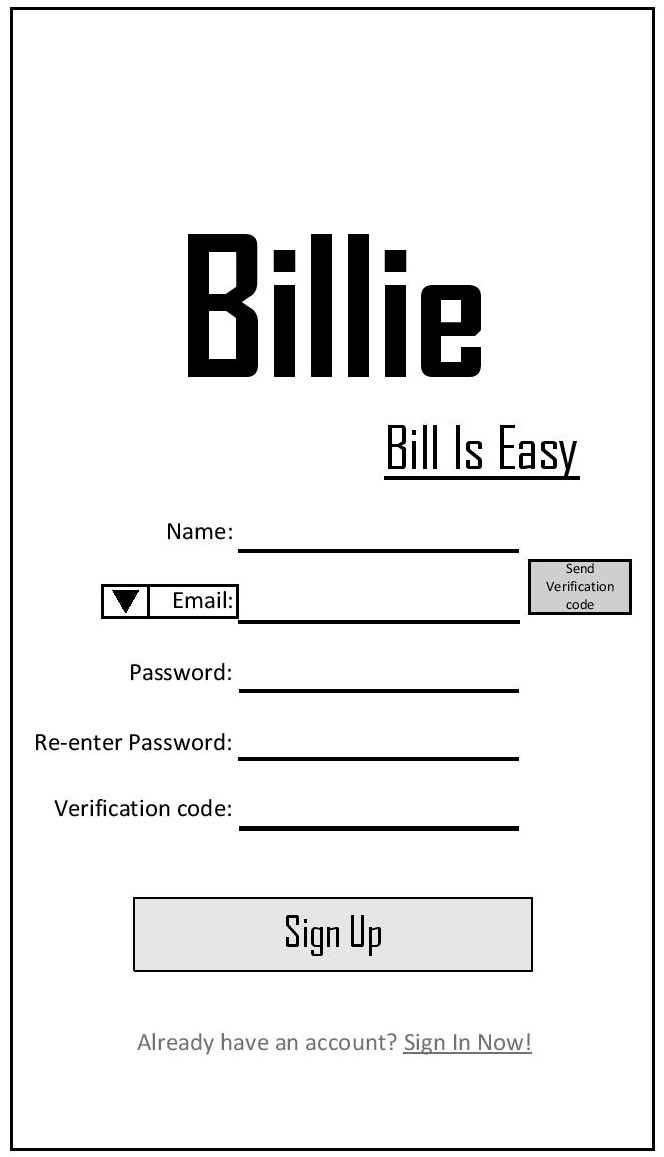 Billie
Bill Is Easy
Name:
Email:
Send
Verification
code
Password:
Re-enter Password:
Verification code:
Sign Up
Already have an account? Sign In Now!